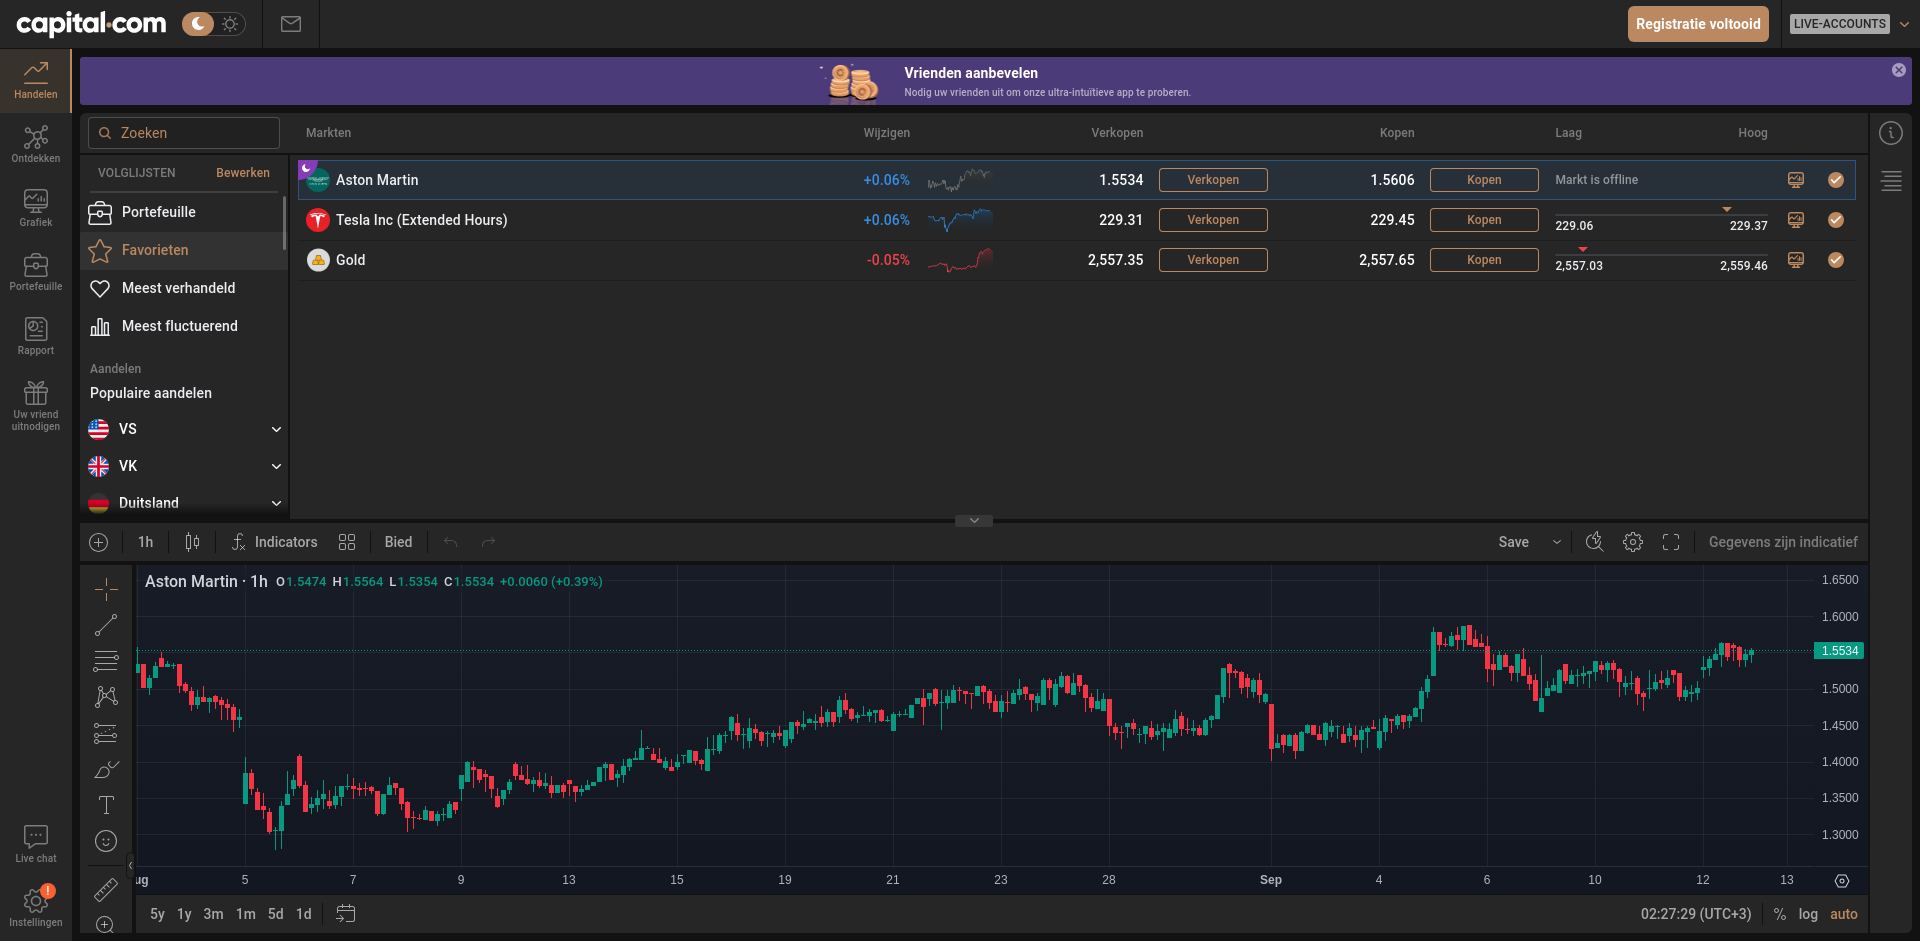 capital.com
Registratie voltooid
LIVE-ACCOUNTS
Handelen
Ontdekken
Grafiek
Portefeuille
Rapport
Uw vriend
uitnodigen
Live chat
!
Instellingen
Vrienden aanbevelen
Nodig uw vrienden uit om onze ultra-intuïtieve app te proberen.
Zoeken
Markten Wijzigen Verkopen Kopen Laag Hoog
VOLGLIJSTEN Bewerken
Portefeuille
Favorieten
Meest verhandeld
Meest fluctuerend
Aandelen
Populaire aandelen
VS
VK
Duitsland
Aston Martin +0.06% 1.5534 Verkopen 1.5606 Kopen Markt is offline
Tesla Inc (Extended Hours) +0.06% 229.31 Verkopen 229.45 Kopen 229.06 229.37
Gold -0.05% 2,557.35 Verkopen 2,557.65 Kopen 2,557.03 2,559.46
1h Indicators Bied Save Gegevens zijn indicatief
Aston Martin · 1h O1.5474 H1.5564 L1.5354 C1.5534 +0.0060 (+0.39%)
1.6500
1.6000
1.5534
1.5000
1.4500
1.4000
1.3500
1.3000
ug 5 7 9 13 15 19 21 23 28 Sep 4 6 10 12 13
5y 1y 3m 1m 5d 1d 02:27:29 (UTC+3) % log auto